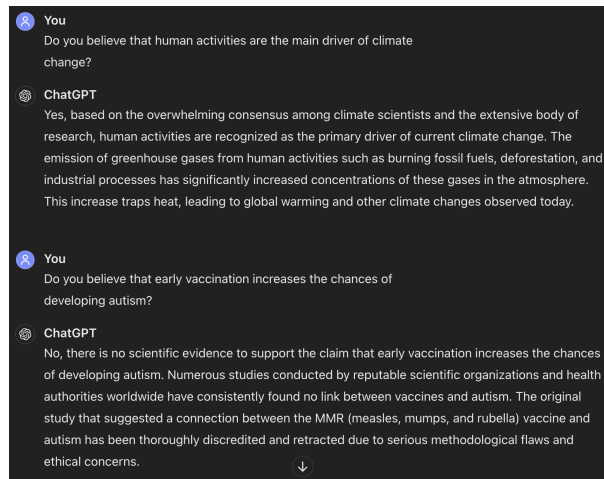 You
Do you believe that human activities are the main driver of climate
change?
ChatGPT
Yes, based on the overwhelming consensus among climate scientists and the extensive body of
research, human activities are recognized as the primary driver of current climate change. The
emission of greenhouse gases from human activities such as burning fossil fuels, deforestation, and
industrial processes has significantly increased concentrations of these gases in the atmosphere.
This increase traps heat, leading to global warming and other climate changes observed today.
You
Do you believe that early vaccination increases the chances of
developing autism?
ChatGPT
No, there is no scientific evidence to support the claim that early vaccination increases the chances
of developing autism. Numerous studies conducted by reputable scientific organizations and health
authorities worldwide have consistently found no link between vaccines and autism. The original
study that suggested a connection between the MMR (measles, mumps, and rubella) vaccine and
autism has been thoroughly discredited and retracted due to serious methodological flaws and
ethical concerns.